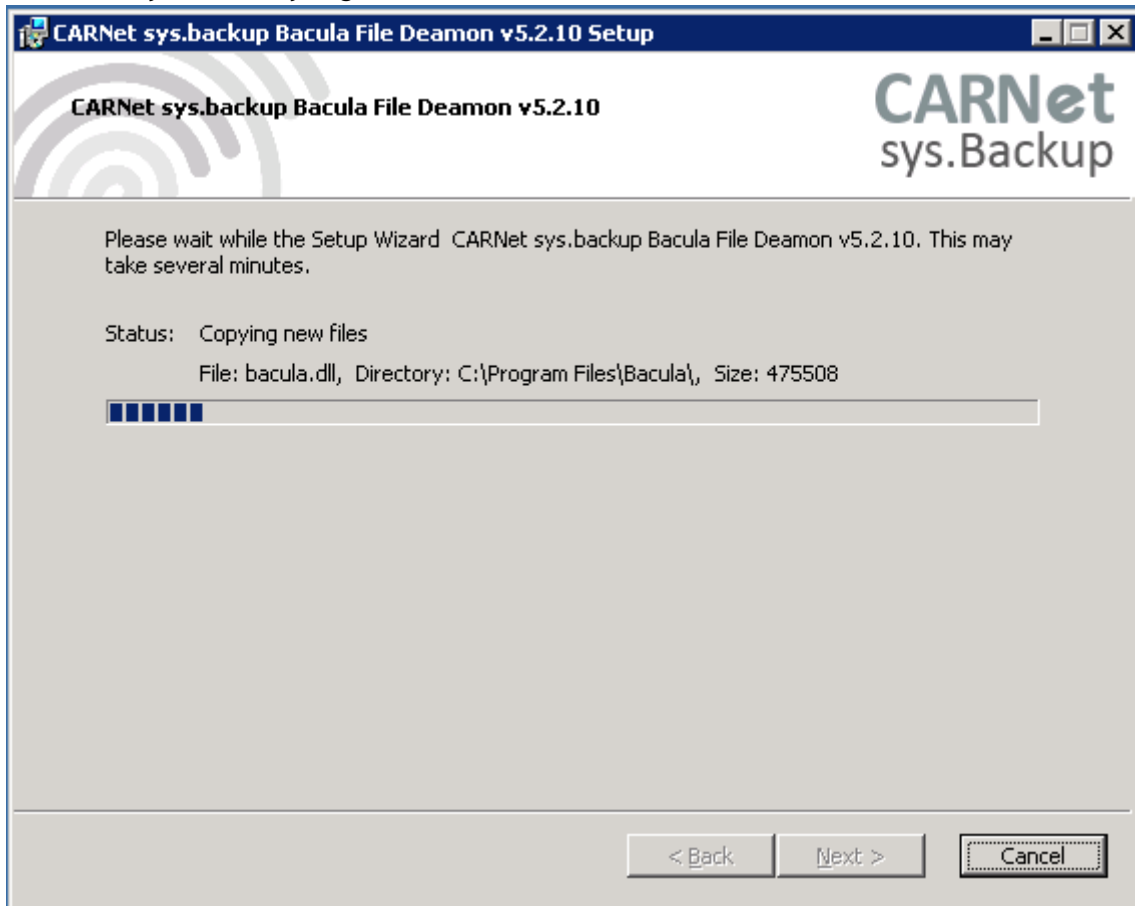 CARNet sys.backup Bacula File Deamon v5.2.10 Setup
CARNet sys.backup Bacula File Deamon v5.2.10
CARNet
sys.Backup
Please wait while the Setup Wizard  CARNet sys.backup Bacula File Deamon v5.2.10. This may
take several minutes.
Status: Copying new files
File: bacula.dll,  Directory: C:\Program Files\Bacula\,  Size: 475508
< Back
Next >
Cancel